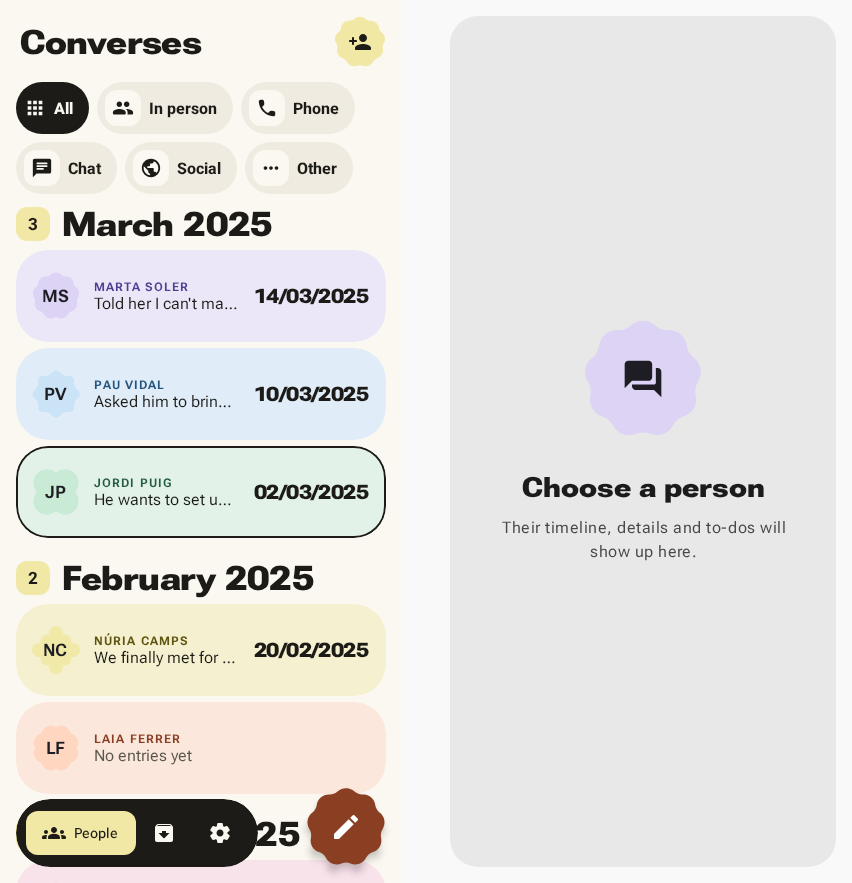 Converses
All
In person
Phone
Chat
Social
Other
3
March 2025
MS
MARTA SOLER
Told her I can't ma...
14/03/2025
PV
PAU VIDAL
Asked him to brin...
10/03/2025
JP
JORDI PUIG
He wants to set u...
02/03/2025
2
February 2025
NC
NÚRIA CAMPS
We finally met for ...
20/02/2025
LF
LAIA FERRER
No entries yet
25
People
Choose a person
Their timeline, details and to-dos will
show up here.